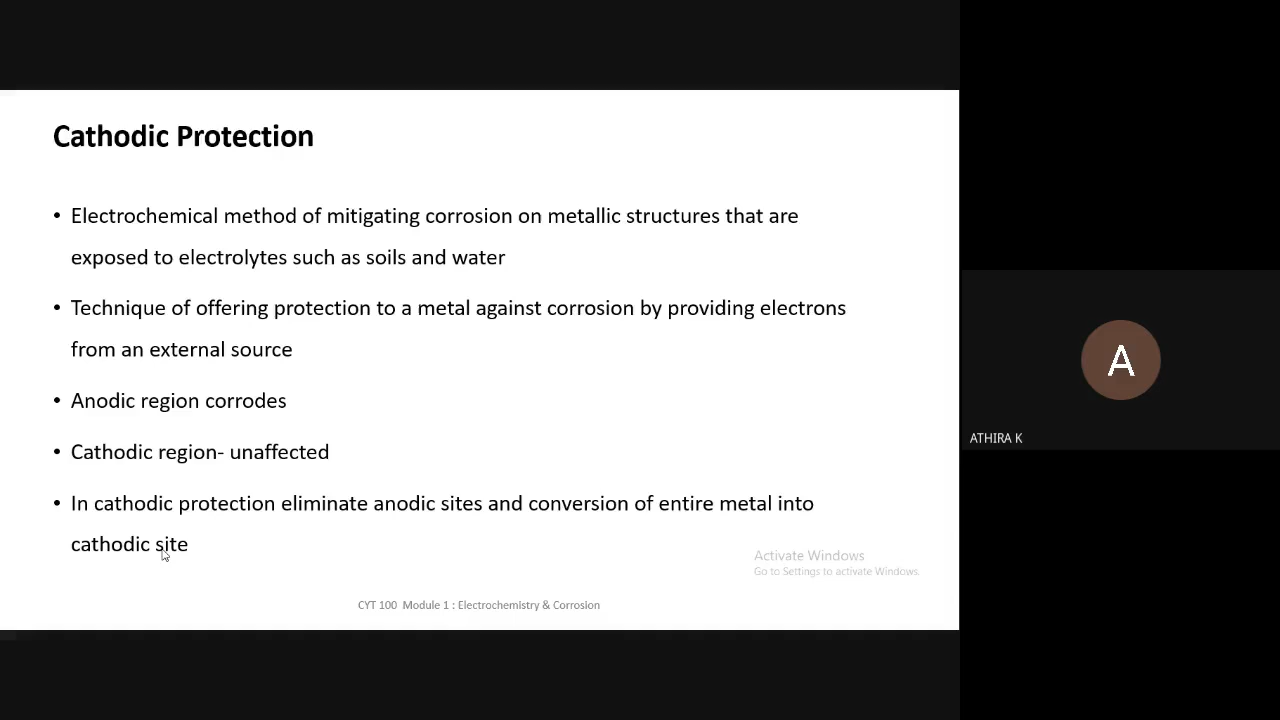 Cathodic Protection
• Electrochemical method of mitigating corrosion on metallic structures that are
exposed to electrolytes such as soils and water
• Technique of offering protection to a metal against corrosion by providing electrons
from an external source
• Anodic region corrodes
• Cathodic region- unaffected
• In cathodic protection eliminate anodic sites and conversion of entire metal into
cathodic site
Activate Windows
Go to Settings to activate Windows.
CYT 100 Module 1 : Electrochemistry & Corrosion
A
ATHIRA K